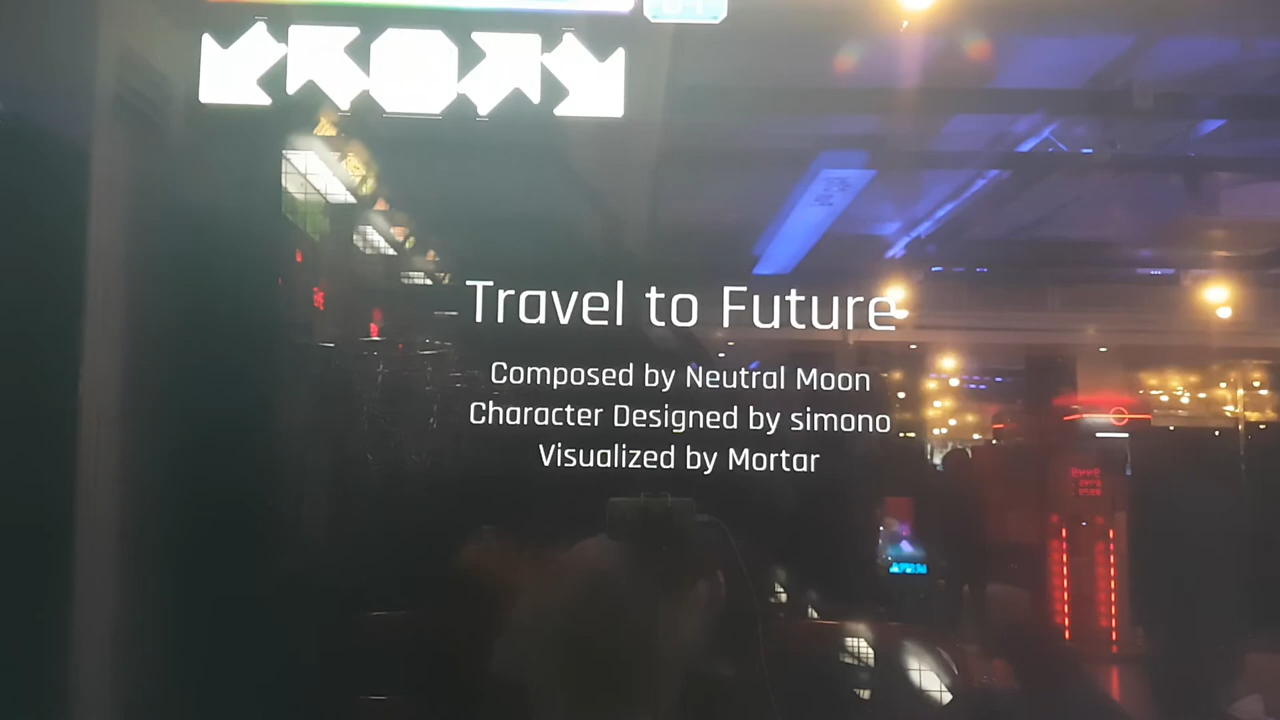 Travel to Future
Composed by Neutral Moon
Character Designed by simono
Visualized by Mortar